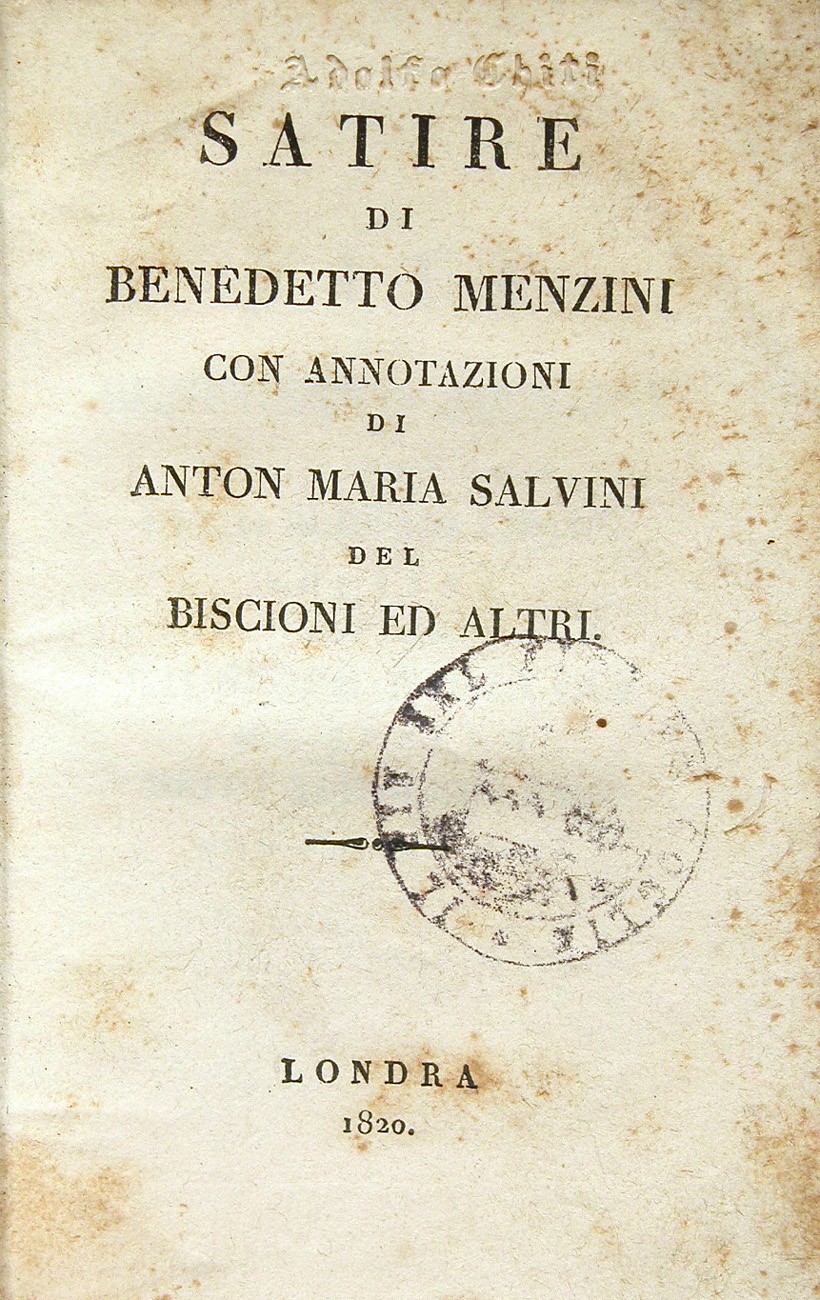 Adolfo Chiti
SATIRE
DI
BENEDETTO MENZINI
CON ANNOTAZIONI
DI
ANTON MARIA SALVINI
DEL
BISCIONI ED ALTRI.
LONDRA
1820.